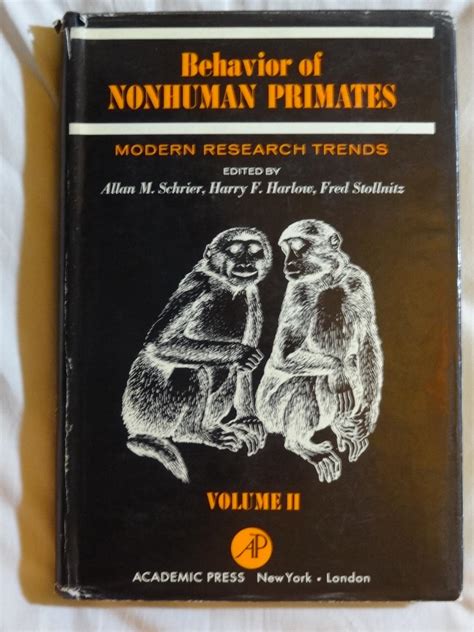 Behavior of
NONHUMAN PRIMATES
MODERN RESEARCH TRENDS
EDITED BY
Allan M. Schrier, Harry F. Harlow, Fred Stollnitz
VOLUME II
AP
ACADEMIC PRESS New York • London